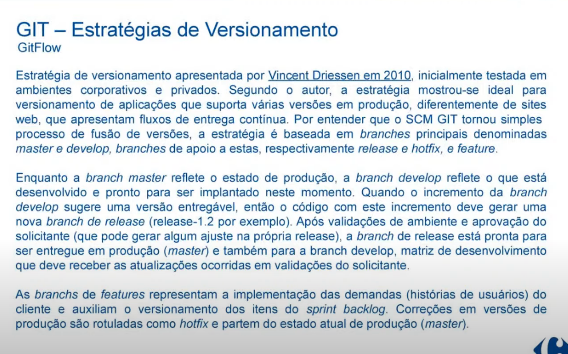 GIT – Estratégias de Versionamento
GitFlow
Estratégia de versionamento apresentada por Vincent Driessen em 2010, inicialmente testada em
ambientes corporativos e privados. Segundo o autor, a estratégia mostrou-se ideal para
versionamento de aplicações que suporta várias versões em produção, diferentemente de sites
web, que apresentam fluxos de entrega contínua. Por entender que o SCM GIT tornou simples
processo de fusão de versões, a estratégia é baseada em branches principais denominadas
master e develop, branches de apoio a estas, respectivamente release e hotfix, e feature.
Enquanto a branch master reflete o estado de produção, a branch develop reflete o que está
desenvolvido e pronto para ser implantado neste momento. Quando o incremento da branch
develop sugere uma versão entregável, então o código com este incremento deve gerar uma
nova branch de release (release-1.2 por exemplo). Após validações de ambiente e aprovação do
solicitante (que pode gerar algum ajuste na própria release), a branch de release está pronta para
ser entregue em produção (master) e também para a branch develop, matriz de desenvolvimento
que deve receber as atualizações ocorridas em validações do solicitante.
As branchs de features representam a implementação das demandas (histórias de usuários) do
cliente e auxiliam o versionamento dos itens do sprint backlog. Correções em versões de
produção são rotuladas como hotfix e partem do estado atual de produção (master).